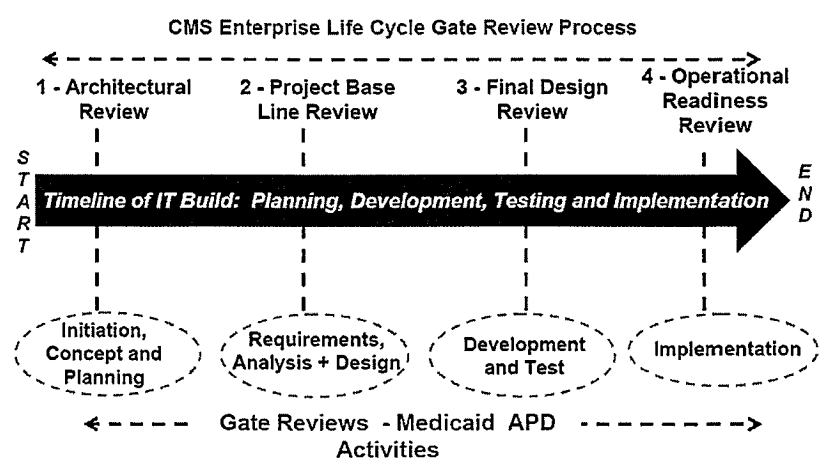 CMS Enterprise Life Cycle Gate Review Process
1 - Architectural
Review
2 - Project Base
Line Review
3 - Final Design
Review
4 - Operational
Readiness
Review
START
Timeline of IT Build: Planning, Development, Testing and Implementation
END
Initiation,
Concept and
Planning
Requirements,
Analysis + Design
Development
and Test
Implementation
Gate Reviews - Medicaid APD
Activities